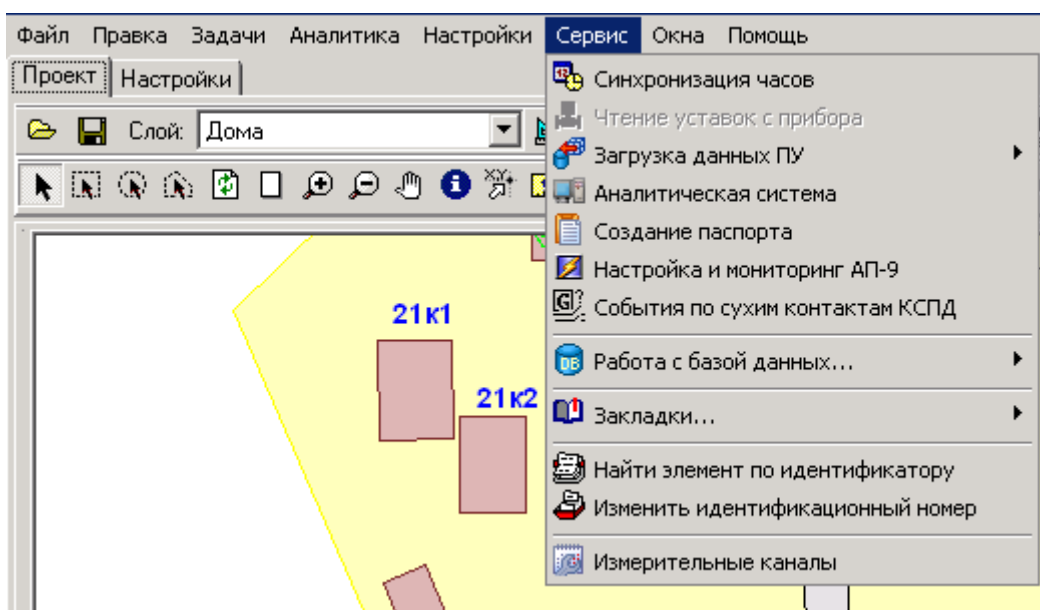 Файл Правка Задачи Аналитика Настройки Сервис Окна Помощь
Проект Настройки
Слой: Дома
21к1
21к2
Синхронизация часов
Чтение уставок с прибора
Загрузка данных ПУ
Аналитическая система
Создание паспорта
Настройка и мониторинг АП-9
События по сухим контактам КСПД
Работа с базой данных...
Закладки...
Найти элемент по идентификатору
Изменить идентификационный номер
Измерительные каналы